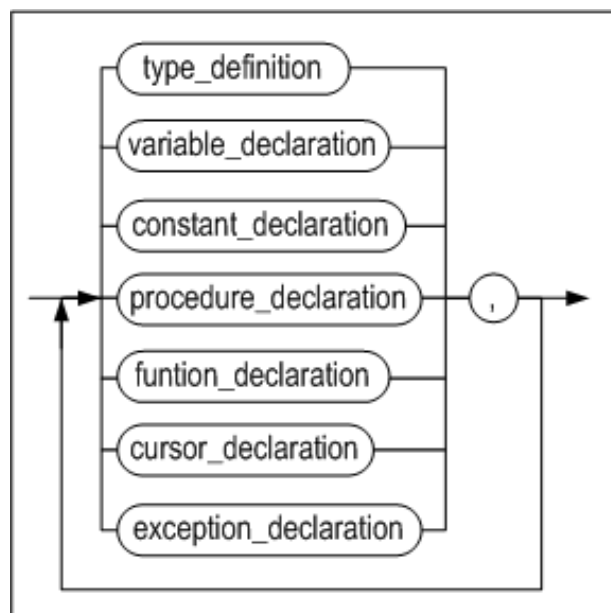 type_definition
variable_declaration
constant_declaration
procedure_declaration
,
funtion_declaration
cursor_declaration
exception_declaration